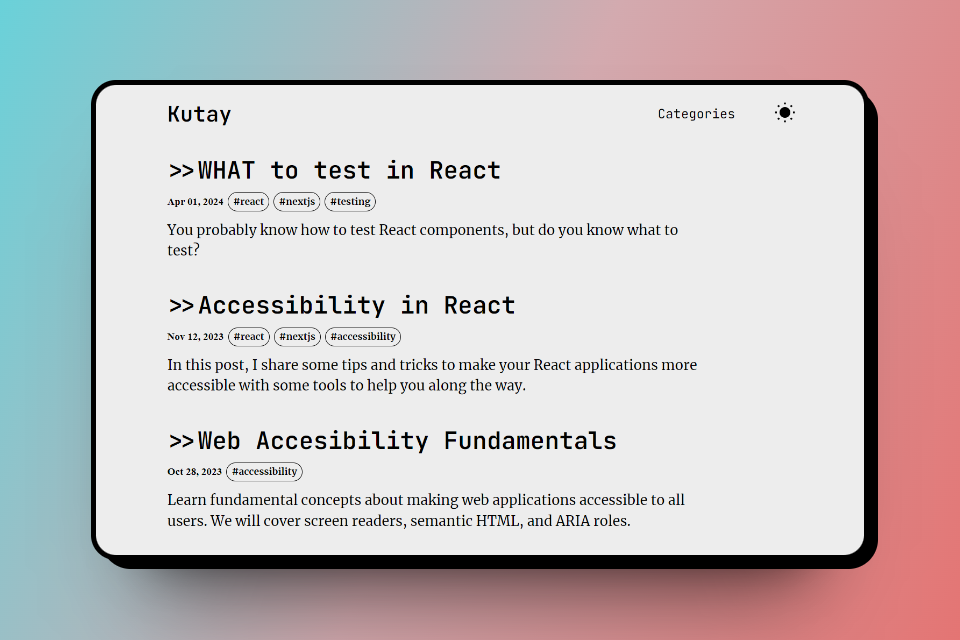 Kutay
Categories
>>WHAT to test in React
Apr 01, 2024 #react #nextjs #testing
You probably know how to test React components, but do you know what to
test?
>>Accessibility in React
Nov 12, 2023 #react #nextjs #accessibility
In this post, I share some tips and tricks to make your React applications more
accessible with some tools to help you along the way.
>>Web Accesibility Fundamentals
Oct 28, 2023 #accessibility
Learn fundamental concepts about making web applications accessible to all
users. We will cover screen readers, semantic HTML, and ARIA roles.